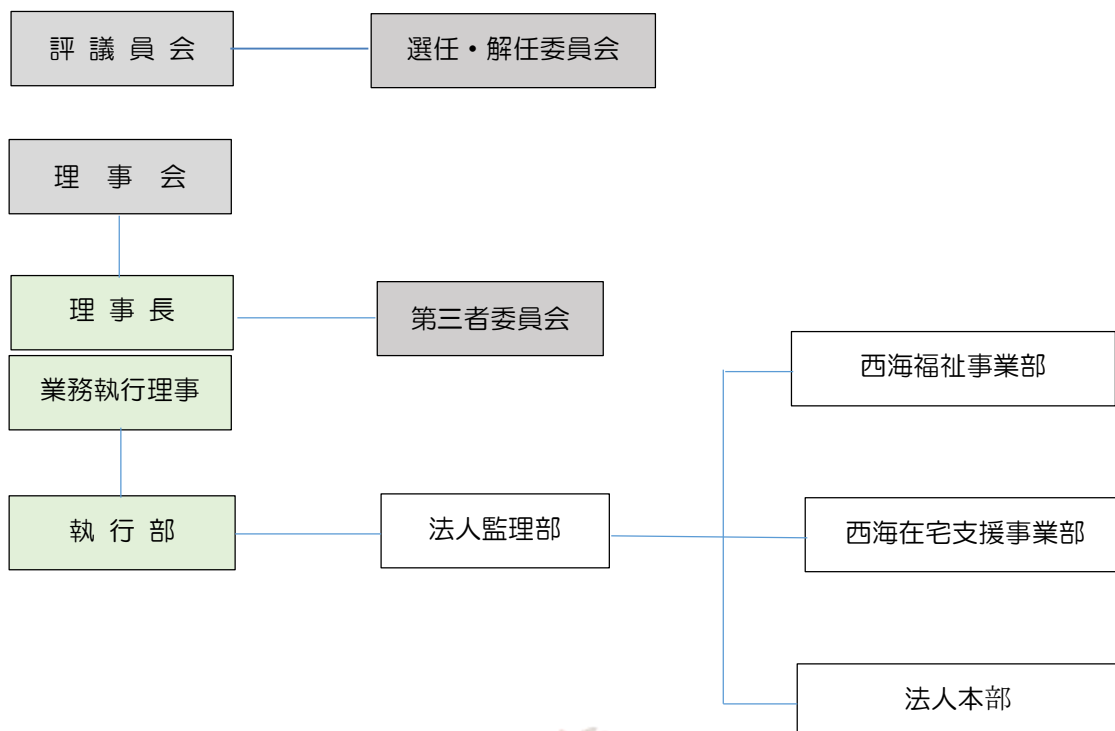 評議員会
選任・解任委員会
理事会
理事長
第三者委員会
業務執行理事
西海福祉事業部
執行部
法人監理部
西海在宅支援事業部
法人本部